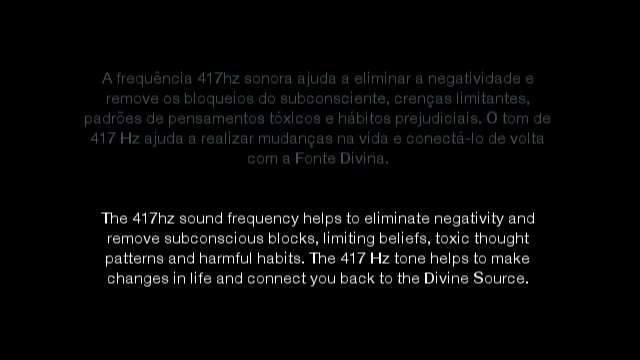 A frequência 417hz sonora ajuda a eliminar a negatividade e
remove os bloqueios do subconsciente, crenças limitantes,
padrões de pensamentos tóxicos e hábitos prejudiciais. O tom de
417 Hz ajuda a realizar mudanças na vida e conectá-lo de volta
com a Fonte Divina.
The 417hz sound frequency helps to eliminate negativity and
remove subconscious blocks, limiting beliefs, toxic thought
patterns and harmful habits. The 417 Hz tone helps to make
changes in life and connect you back to the Divine Source.